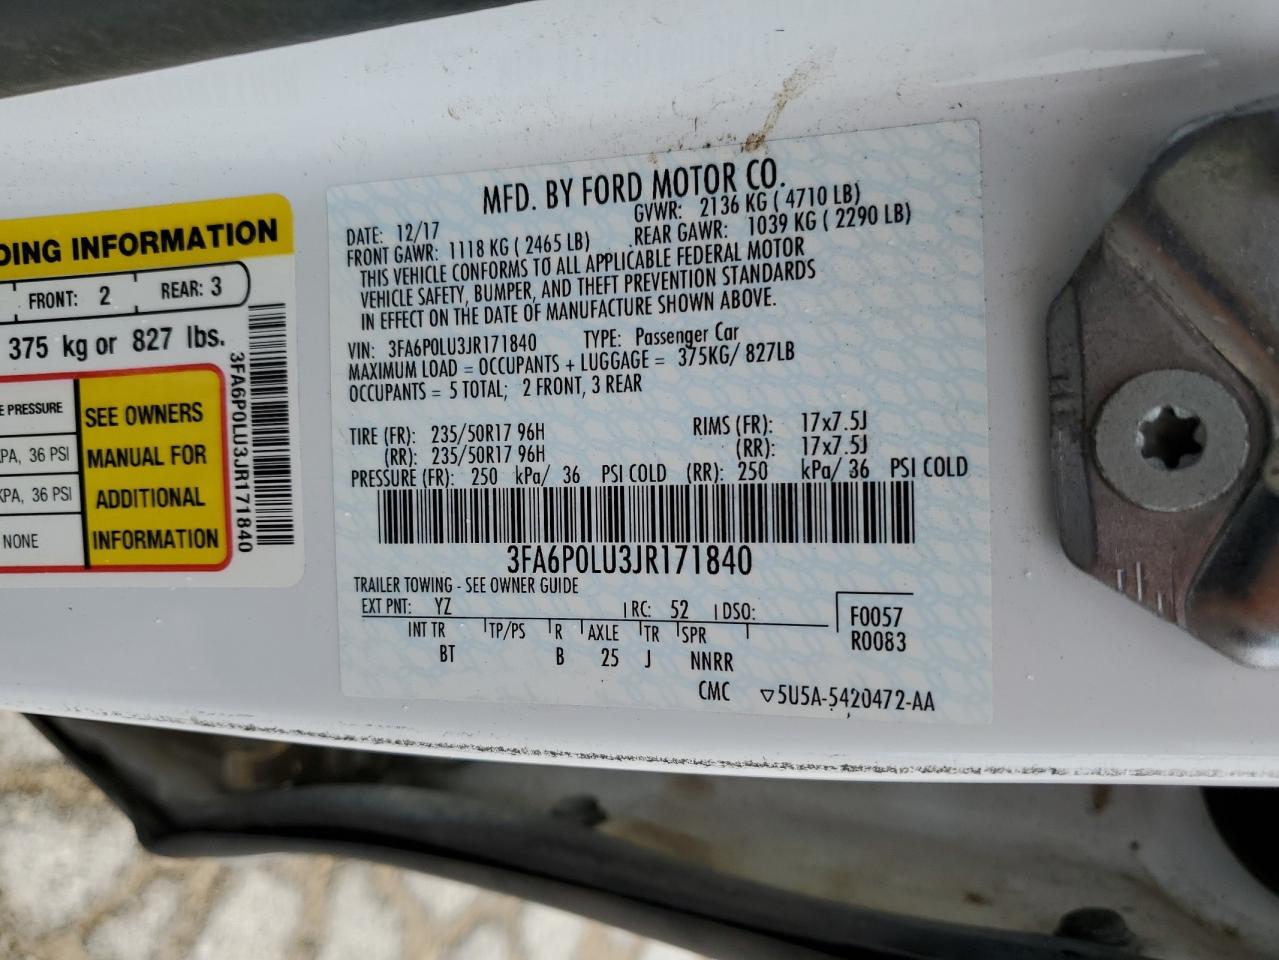 DING INFORMATION
FRONT: 2 REAR: 3
375 kg or 827 lbs.
E PRESSURE
PA, 36 PSI
KPA, 36 PSI
NONE
SEE OWNERS
MANUAL FOR
ADDITIONAL
INFORMATION
3FA6P0LU3JR171840
MFD. BY FORD MOTOR CO.
DATE: 12/17 GVWR: 2136 KG ( 4710 LB)
FRONT GAWR: 1118 KG ( 2465 LB) REAR GAWR: 1039 KG ( 2290 LB)
THIS VEHICLE CONFORMS TO ALL APPLICABLE FEDERAL MOTOR
VEHICLE SAFETY, BUMPER, AND THEFT PREVENTION STANDARDS
IN EFFECT ON THE DATE OF MANUFACTURE SHOWN ABOVE.
VIN: 3FA6P0LU3JR171840 TYPE: Passenger Car
MAXIMUM LOAD = OCCUPANTS + LUGGAGE = 375KG/ 827LB
OCCUPANTS = 5 TOTAL; 2 FRONT, 3 REAR
TIRE (FR): 235/50R17 96H RIMS (FR): 17x7.5J
(RR): 235/50R17 96H (RR): 17x7.5J
PRESSURE (FR): 250 kPa/ 36 PSI COLD (RR): 250 kPa/ 36 PSI COLD
3FA6P0LU3JR171840
TRAILER TOWING - SEE OWNER GUIDE
EXT PNT: YZ RC: 52 DSO: F0057
INT TR TP/PS R AXLE TR SPR R0083
BT B 25 J NNRR
CMC ▽5U5A-5420472-AA